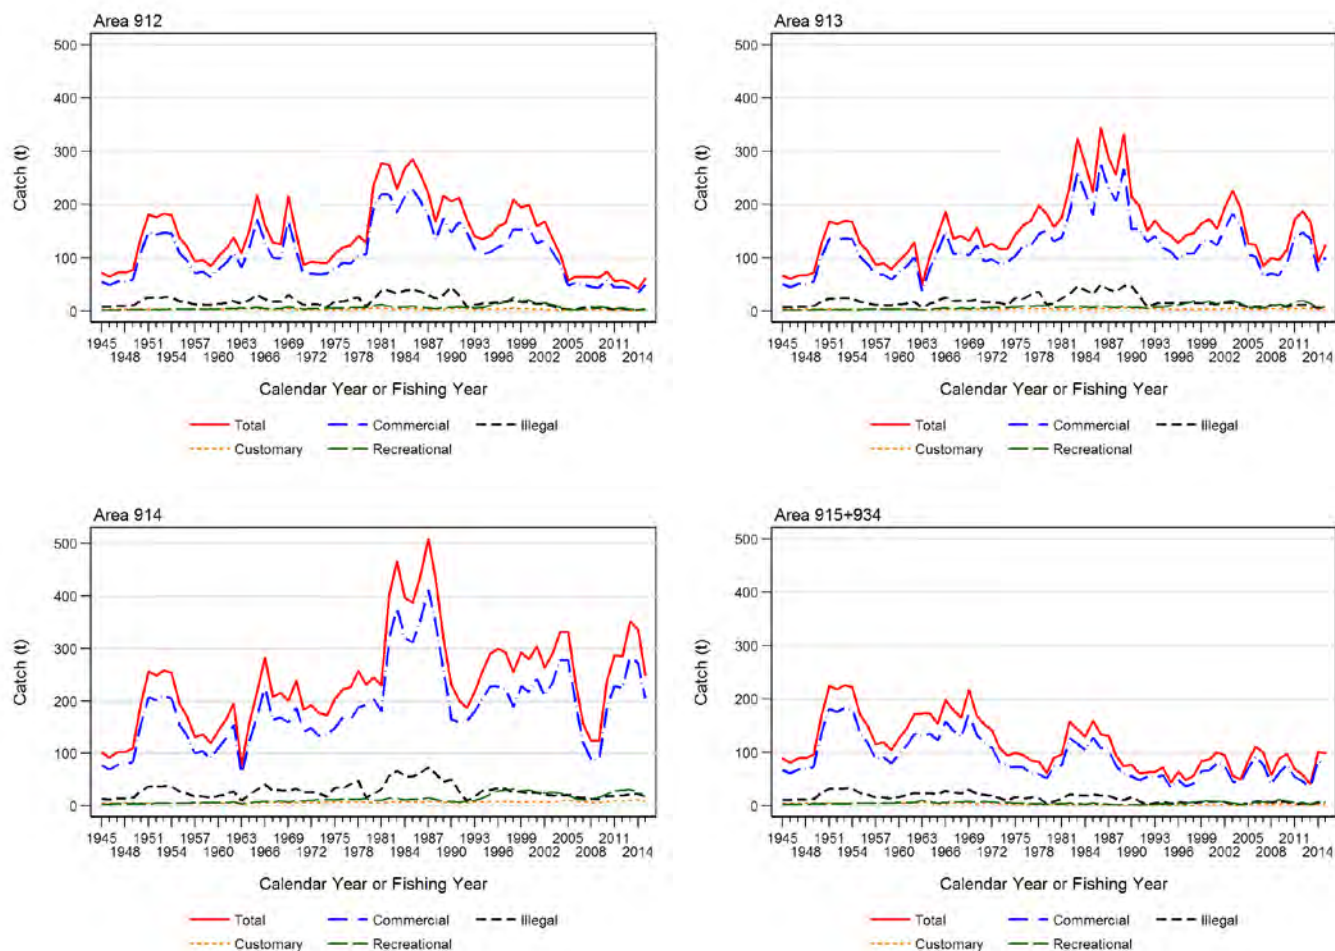 Area 912
500
400
300
200
100
0
Catch (t)
1945 1951 1957 1963 1969 1975 1981 1987 1993 1999 2005 2011
1948 1954 1960 1966 1972 1978 1984 1990 1996 2002 2008 2014
Calendar Year or Fishing Year
Total Commercial Illegal
Customary Recreational
Area 913
500
400
300
200
100
0
Catch (t)
1945 1951 1957 1963 1969 1975 1981 1987 1993 1999 2005 2011
1948 1954 1960 1966 1972 1978 1984 1990 1996 2002 2008 2014
Calendar Year or Fishing Year
Total Commercial Illegal
Customary Recreational
Area 914
500
400
300
200
100
0
Catch (t)
1945 1951 1957 1963 1969 1975 1981 1987 1993 1999 2005 2011
1948 1954 1960 1966 1972 1978 1984 1990 1996 2002 2008 2014
Calendar Year or Fishing Year
Total Commercial Illegal
Customary Recreational
Area 915+934
500
400
300
200
100
0
Catch (t)
1945 1951 1957 1963 1969 1975 1981 1987 1993 1999 2005 2011
1948 1954 1960 1966 1972 1978 1984 1990 1996 2002 2008 2014
Calendar Year or Fishing Year
Total Commercial Illegal
Customary Recreational